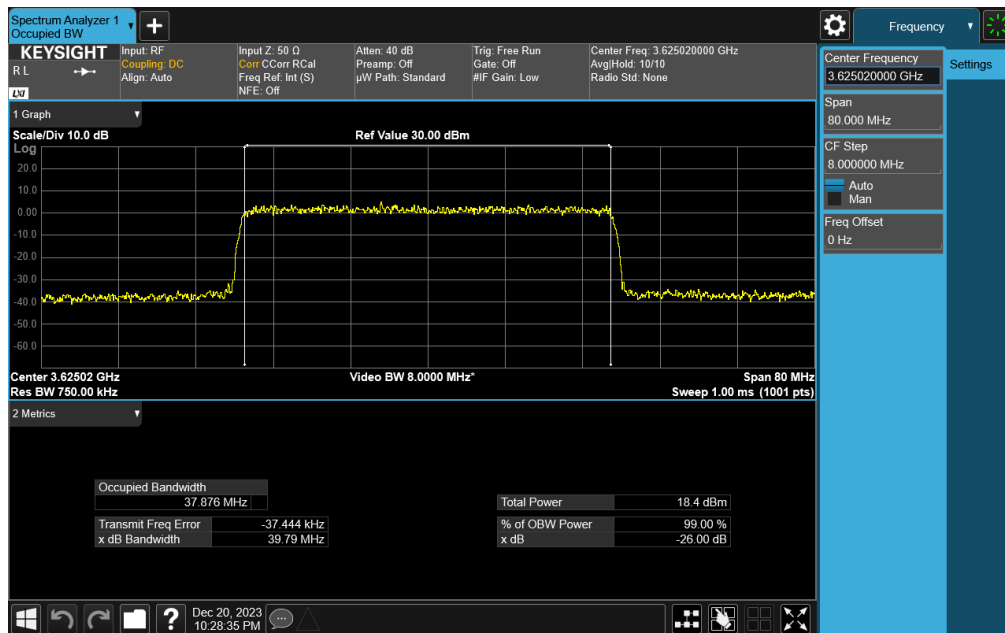 Spectrum Analyzer 1
Occupied BW
Frequency
KEYSIGHT
R L
LXI
Input: RF
Coupling: DC
Align: Auto
Input Z: 50 Ω
Corr CCorr RCal
Freq Ref: Int (S)
NFE: Off
Atten: 40 dB
Preamp: Off
µW Path: Standard
Trig: Free Run
Gate: Off
#IF Gain: Low
Center Freq: 3.625020000 GHz
Avg|Hold: 10/10
Radio Std: None
Center Frequency
3.625020000 GHz
Settings
Span
80.000 MHz
CF Step
8.000000 MHz
Auto
Man
Freq Offset
0 Hz
1 Graph
Scale/Div 10.0 dB
Ref Value 30.00 dBm
Log
20.0
10.0
0.00
-10.0
-20.0
-30.0
-40.0
-50.0
-60.0
Center 3.62502 GHz
Video BW 8.0000 MHz*
Span 80 MHz
Res BW 750.00 kHz
Sweep 1.00 ms (1001 pts)
2 Metrics
Occupied Bandwidth
37.876 MHz
Total Power 18.4 dBm
Transmit Freq Error -37.444 kHz
% of OBW Power 99.00 %
x dB Bandwidth 39.79 MHz
x dB -26.00 dB
Dec 20, 2023
10:28:35 PM